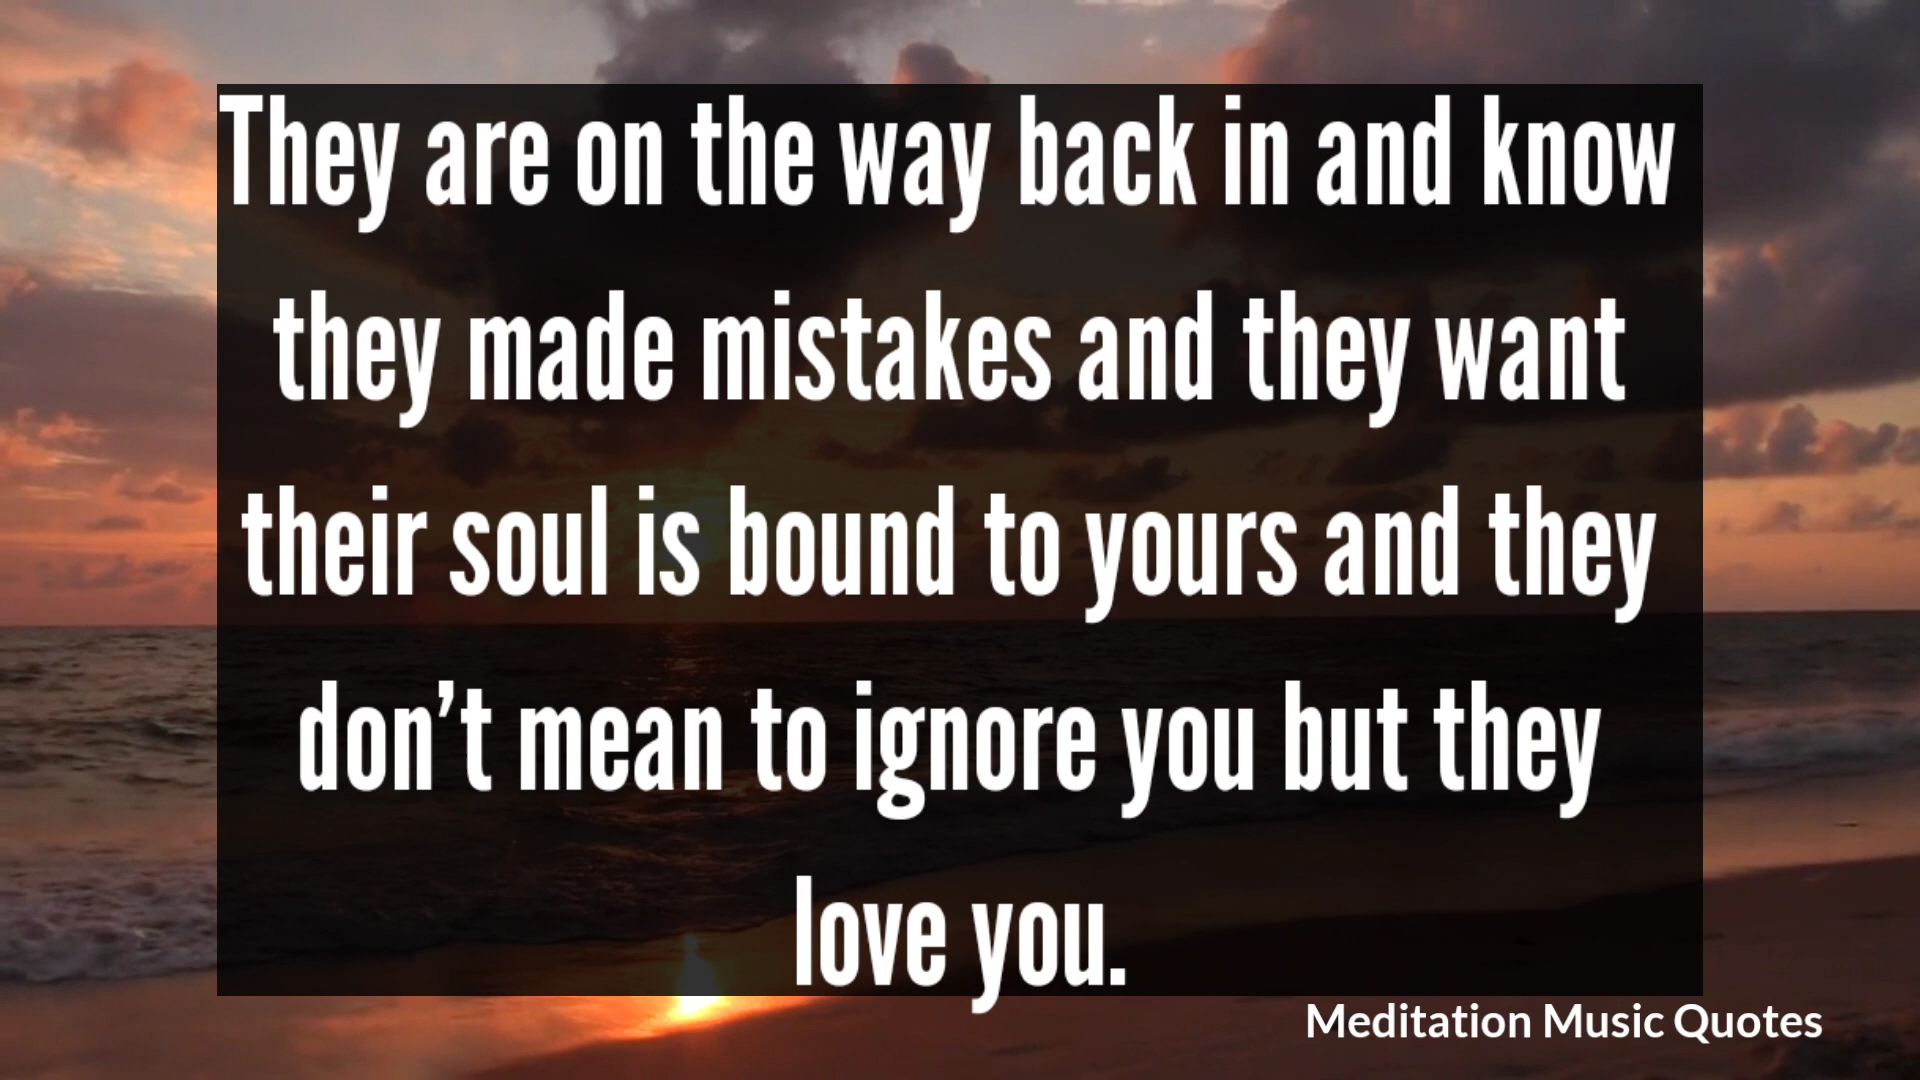 They are on the way back in and know
they made mistakes and they want
their soul is bound to yours and they
don’t mean to ignore you but they
love you.
Meditation Music Quotes